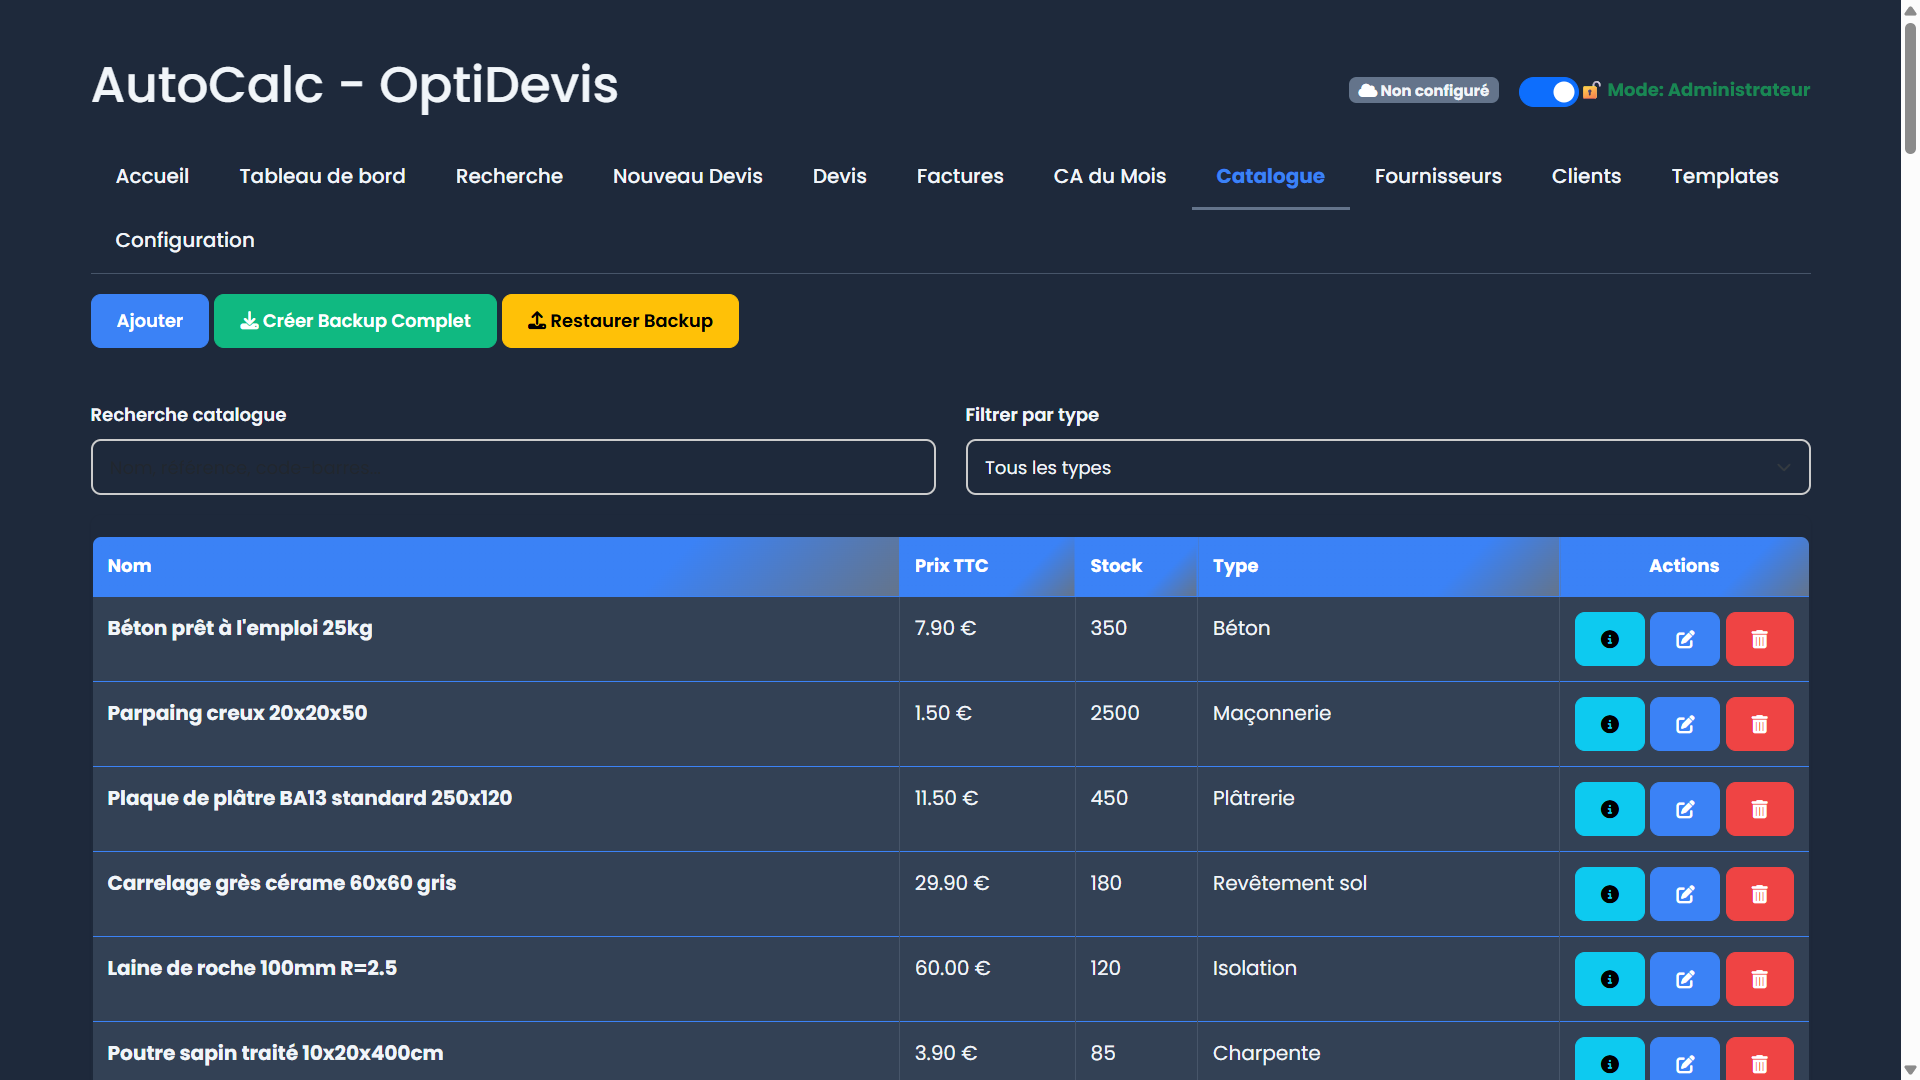 AutoCalc - OptiDevis
Non configuré
Mode: Administrateur
Accueil Tableau de bord Recherche Nouveau Devis Devis Factures CA du Mois Catalogue Fournisseurs Clients Templates
Configuration
Ajouter Créer Backup Complet Restaurer Backup
Recherche catalogue Filtrer par type
Tous les types
Nom Prix TTC Stock Type Actions
Béton prêt à l'emploi 25kg 7.90 € 350 Béton
Parpaing creux 20x20x50 1.50 € 2500 Maçonnerie
Plaque de plâtre BA13 standard 250x120 11.50 € 450 Plâtrerie
Carrelage grès cérame 60x60 gris 29.90 € 180 Revêtement sol
Laine de roche 100mm R=2.5 60.00 € 120 Isolation
Poutre sapin traité 10x20x400cm 3.90 € 85 Charpente